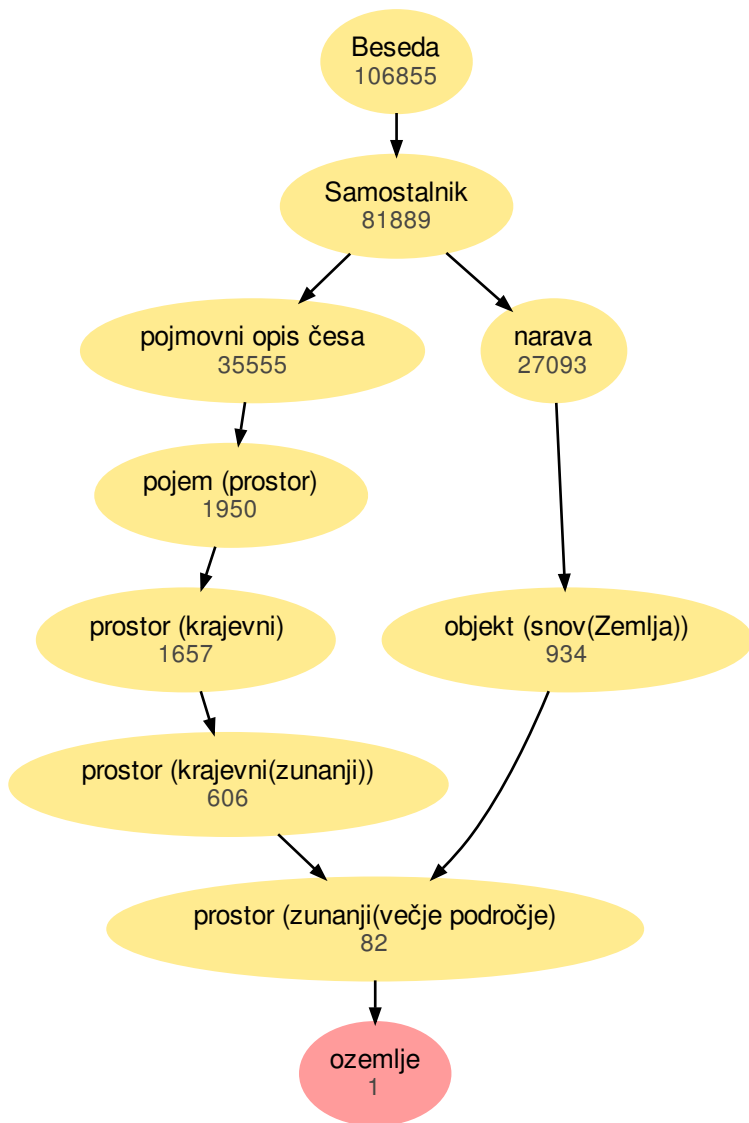 Beseda
106855
Samostalnik
81889
pojmovni opis česa
35555
narava
27093
pojem (prostor)
1950
prostor (krajevni)
1657
objekt (snov(Zemlja))
934
prostor (krajevni(zunanji))
606
prostor (zunanji(večje področje)
82
ozemlje
1